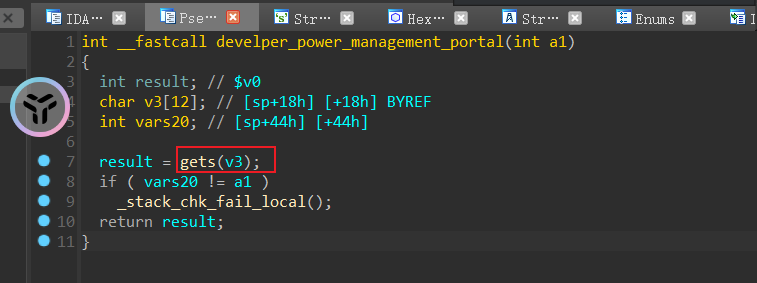 IDA... Pse... Str... Hex... Str... Enums I
1 int __fastcall develper_power_management_portal(int a1)
2 {
3 int result; // $v0
4 char v3[12]; // [sp+18h] [+18h] BYREF
5 int vars20; // [sp+44h] [+44h]
6
7 result = gets(v3);
8 if ( vars20 != a1 )
9 _stack_chk_fail_local();
10 return result;
11 }